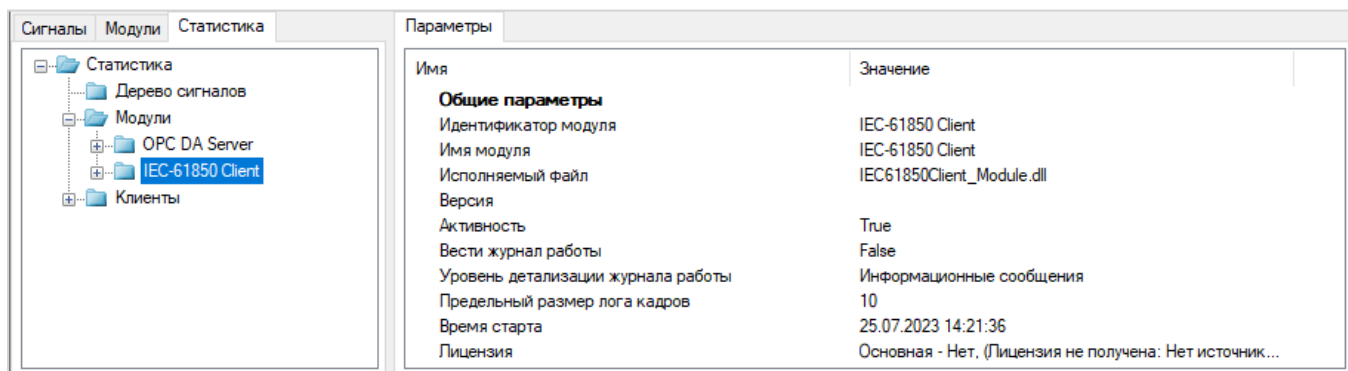 Сигналы Модули Статистика
Статистика
Дерево сигналов
Модули
OPC DA Server
IEC-61850 Client
Клиенты
Параметры
Имя Значение
Общие параметры
Идентификатор модуля IEC-61850 Client
Имя модуля IEC-61850 Client
Исполняемый файл IEC61850Client_Module.dll
Версия
Активность True
Вести журнал работы False
Уровень детализации журнала работы Информационные сообщения
Предельный размер лога кадров 10
Время старта 25.07.2023 14:21:36
Лицензия Основная - Нет, (Лицензия не получена: Нет источник...